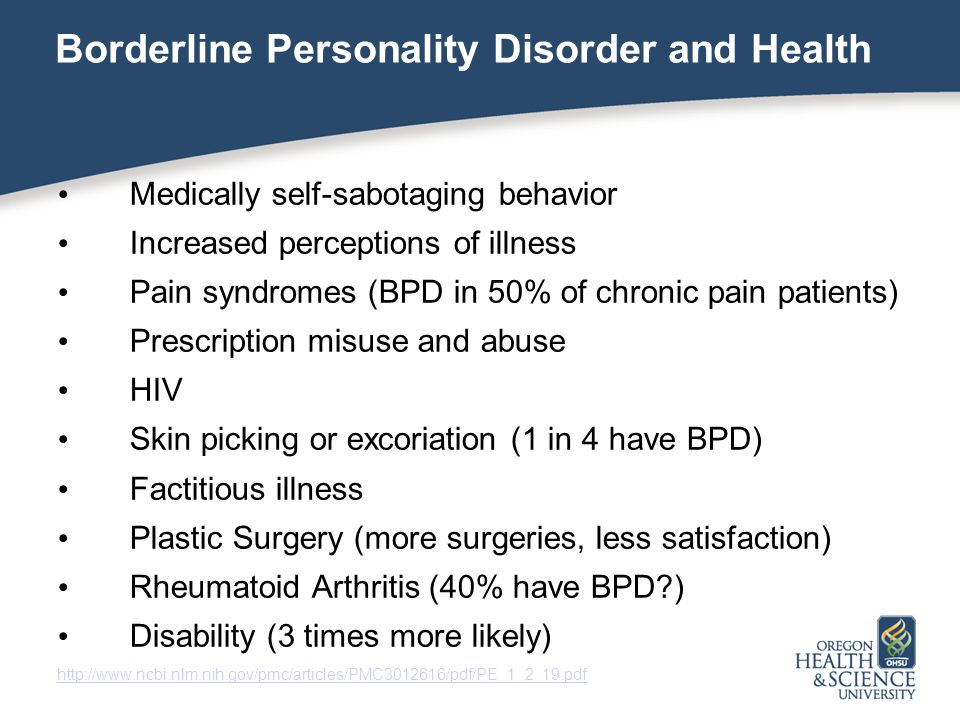 Borderline Personality Disorder and Health
• Medically self-sabotaging behavior
• Increased perceptions of illness
• Pain syndromes (BPD in 50% of chronic pain patients)
• Prescription misuse and abuse
• HIV
• Skin picking or excoriation (1 in 4 have BPD)
• Factitious illness
• Plastic Surgery (more surgeries, less satisfaction)
• Rheumatoid Arthritis (40% have BPD?)
• Disability (3 times more likely)
http://www.ncbi.nlm.nih.gov/pmc/articles/PMC3012616/pdf/PE_1_2_19.pdf
OHSU
OREGON
HEALTH
&SCIENCE
UNIVERSITY